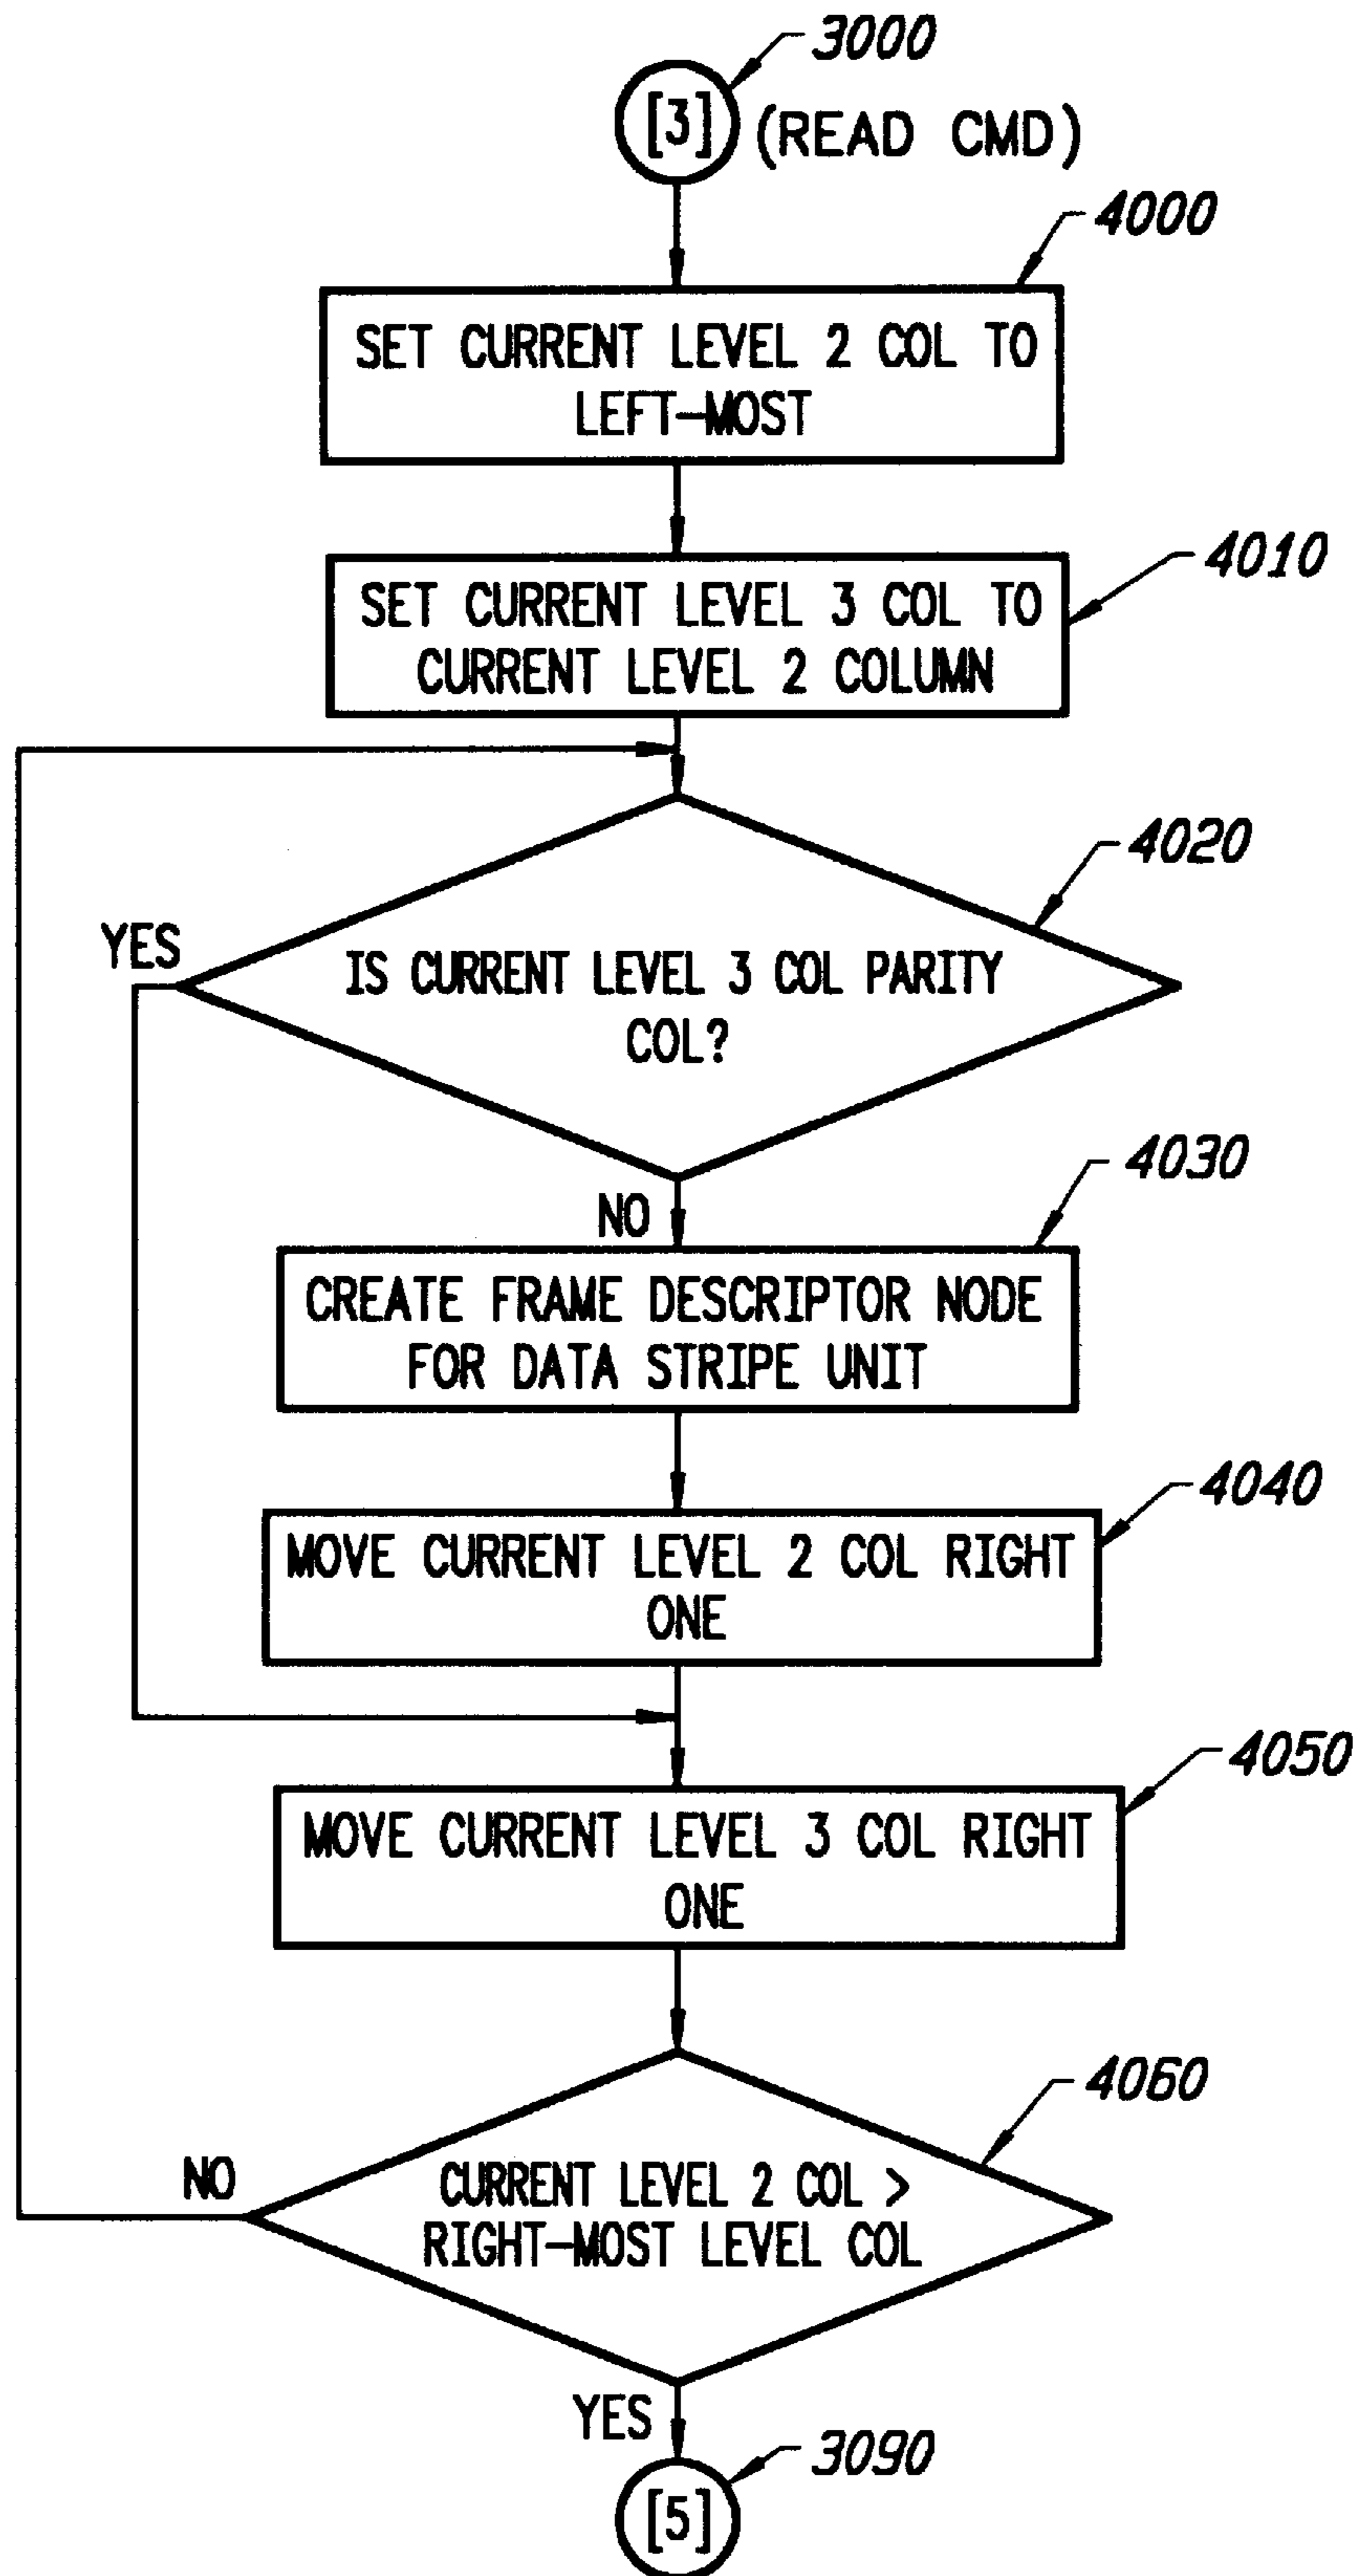 3000
[3] (READ CMD)
4000
SET CURRENT LEVEL 2 COL TO
LEFT-MOST
4010
SET CURRENT LEVEL 3 COL TO
CURRENT LEVEL 2 COLUMN
4020
YES
IS CURRENT LEVEL 3 COL PARITY
COL?
4030
NO
CREATE FRAME DESCRIPTOR NODE
FOR DATA STRIPE UNIT
4040
MOVE CURRENT LEVEL 2 COL RIGHT
ONE
4050
MOVE CURRENT LEVEL 3 COL RIGHT
ONE
4060
NO
CURRENT LEVEL 2 COL >
RIGHT-MOST LEVEL COL
YES
3090
[5]